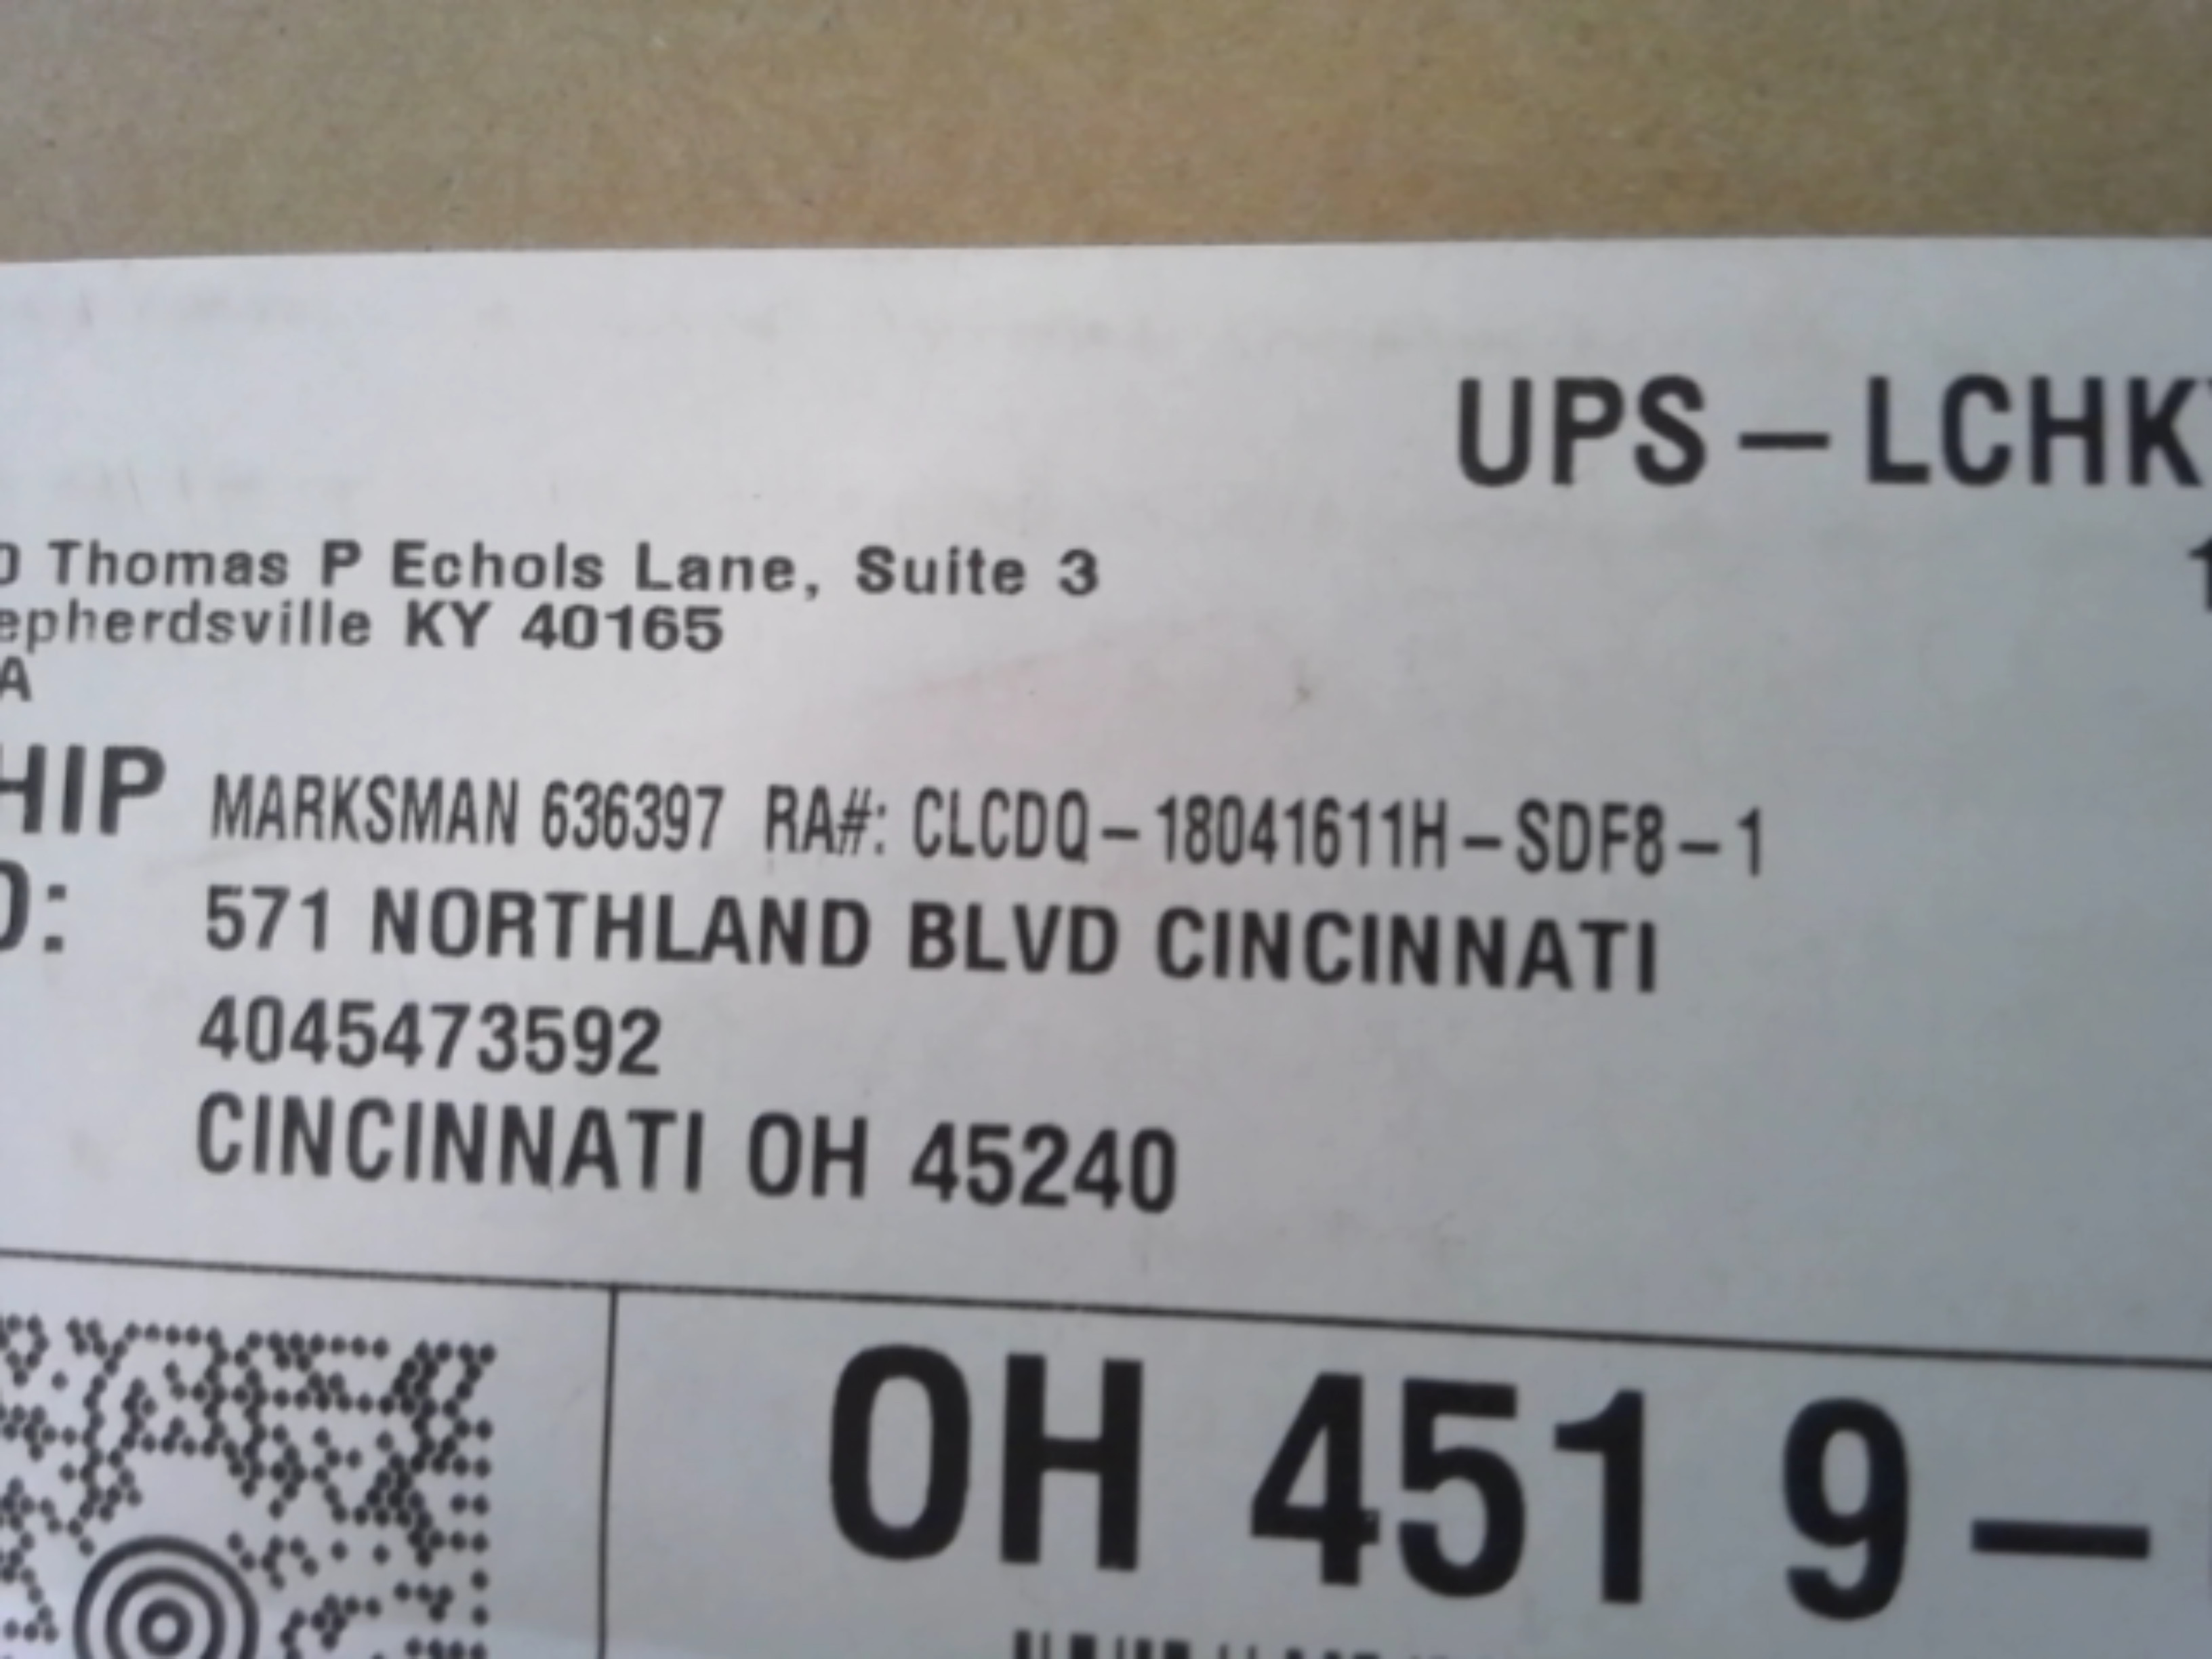 UPS – LCHK
Thomas P Echols Lane, Suite 3
epherdsville KY 40165
A
HIP MARKSMAN 636397 RA#: CLCDQ – 18041611H – SDF8 – 1
: 571 NORTHLAND BLVD CINCINNATI
4045473592
CINCINNATI OH 45240
OH 451 9 –